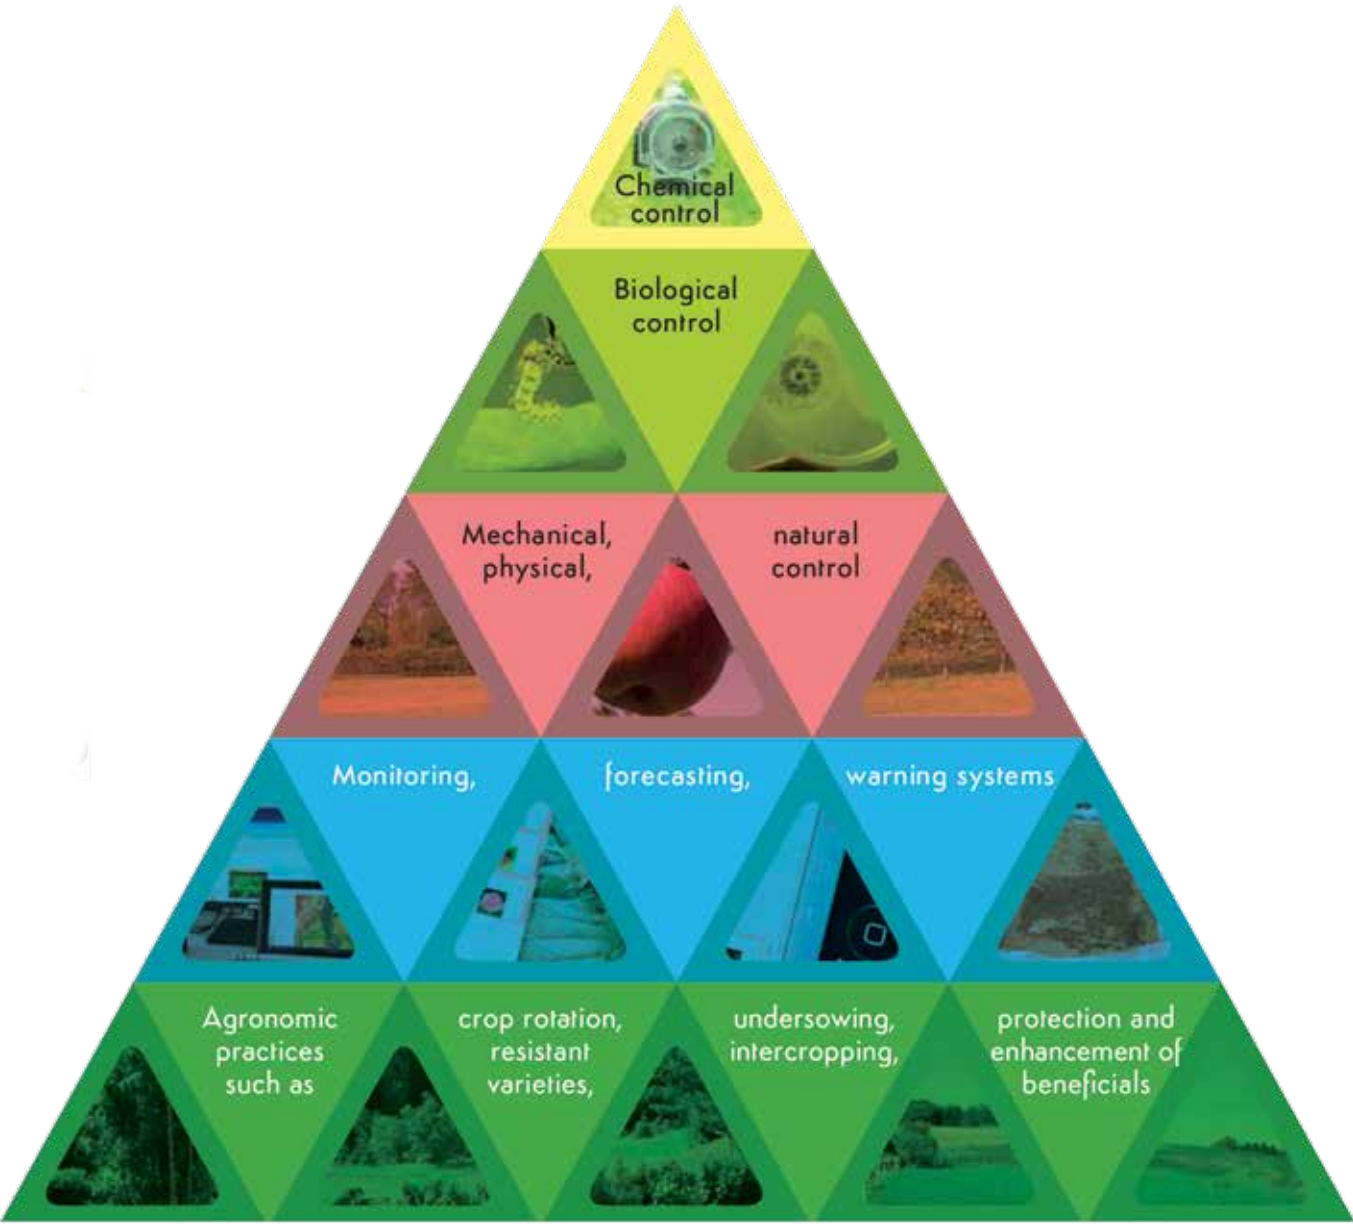 Chemical
control
Biological
control
Mechanical,
physical,
natural
control
Monitoring,
forecasting,
warning systems
Agronomic
practices
such as
crop rotation,
resistant
varieties,
undersowing,
intercropping,
protection and
enhancement of
beneficials